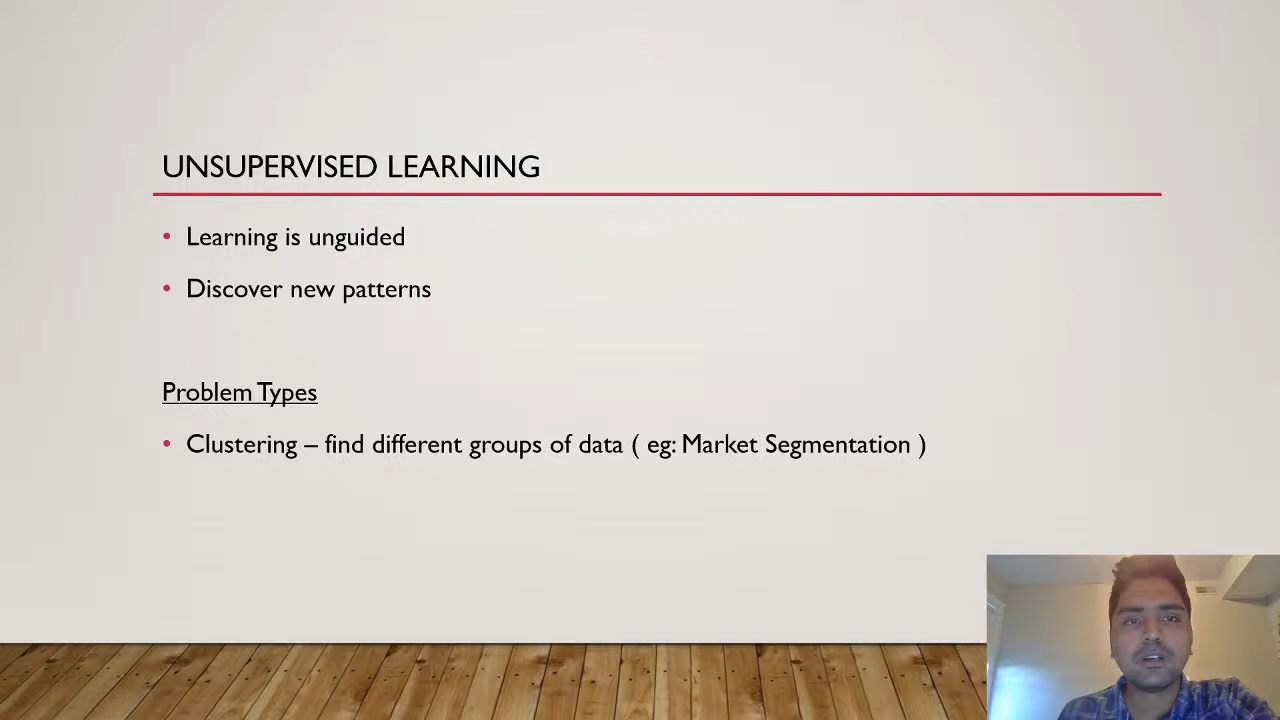 UNSUPERVISED LEARNING
• Learning is unguided
• Discover new patterns
Problem Types
• Clustering – find different groups of data ( eg: Market Segmentation )